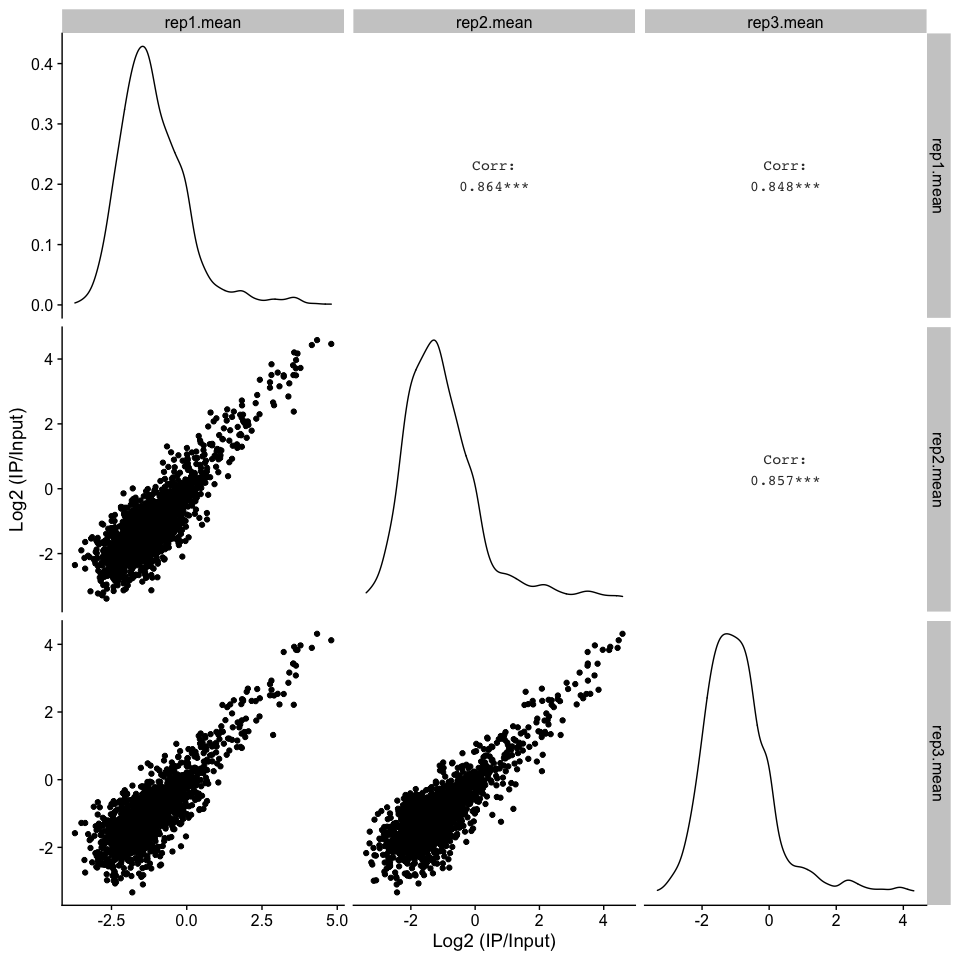 rep1.mean
rep2.mean
rep3.mean
0.4
0.3
0.2
0.1
0.0
Corr:
0.864***
Corr:
0.848***
rep1.mean
Log2 (IP/Input)
4
2
0
-2
Corr:
0.857***
rep2.mean
4
2
0
-2
rep3.mean
-2.5
0.0
2.5
5.0
-2
0
2
4
-2
0
2
4
Log2 (IP/Input)